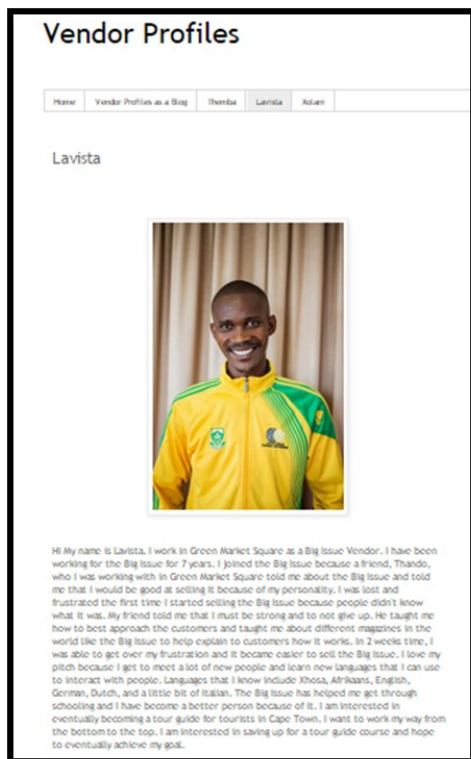 Vendor Profiles
Home Vendor Profiles as a Blog Themba Lavista Xolani
Lavista
Hi My name is Lavista. I work in Green Market Square as a Big Issue Vendor. I have been
working for the Big Issue for 7 years. I joined the Big Issue because a friend, Thando,
who I was working with in Green Market Square told me about the Big Issue and told
me that I would be good at selling it because of my personality. I was lost and
frustrated the first time I started selling the Big Issue because people didn't know
what it was. My friend told me that I must be strong and to not give up. He taught me
how to best approach the customers and taught me about different magazines in the
world like the Big Issue to help explain to customers how it works. In 2 weeks time, I
was able to get over my frustration and it became easier to sell the Big Issue. I love my
pitch because I get to meet a lot of new people and learn new languages that I can use
to interact with people. Languages that I know include Xhosa, Afrikaans, English,
German, Dutch, and a little bit of Italian. The Big Issue has helped me get through
schooling and I have become a better person because of it. I am interested in
eventually becoming a tour guide for tourists in Cape Town. I want to work my way from
the bottom to the top. I am interested in saving up for a tour guide course and hope
to eventually achieve my goal.